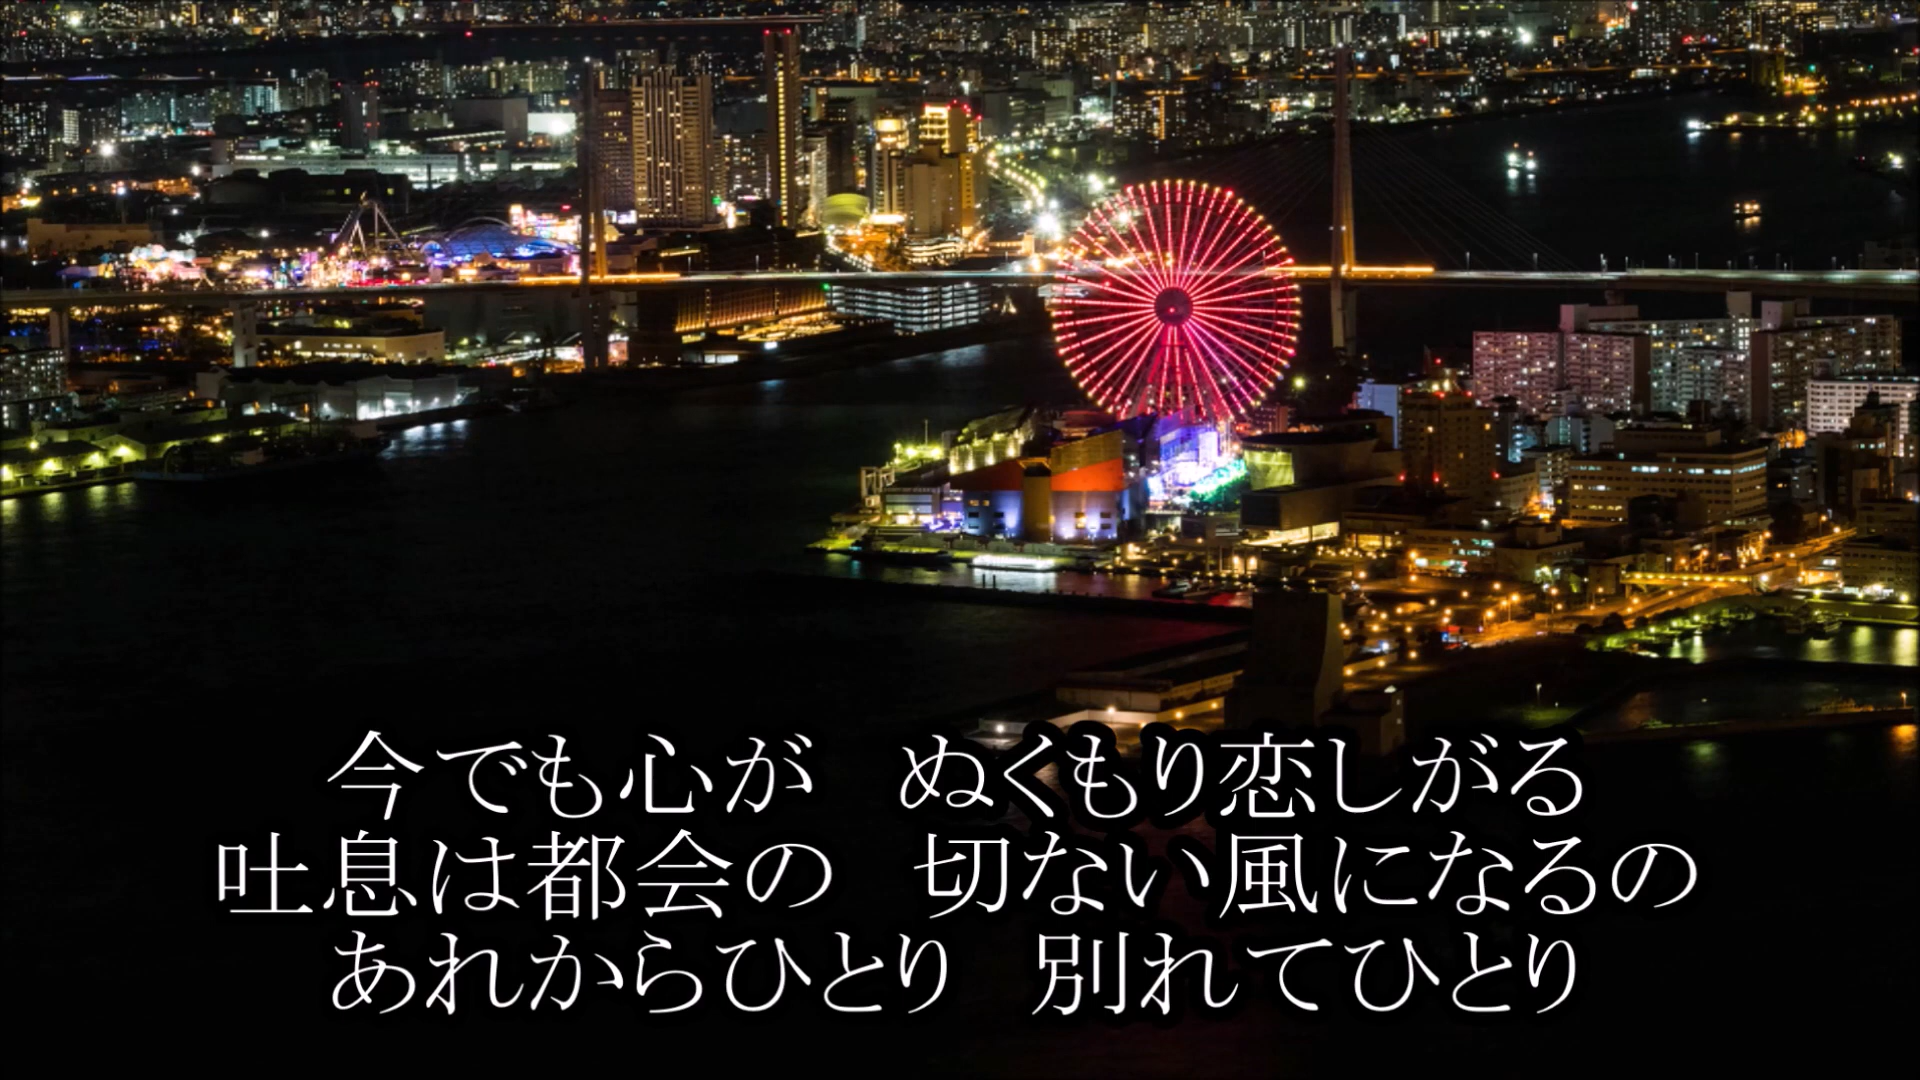 今でも心が　ぬくもり恋しがる
吐息は都会の　切ない風になるの
あれからひとり　別れてひとり